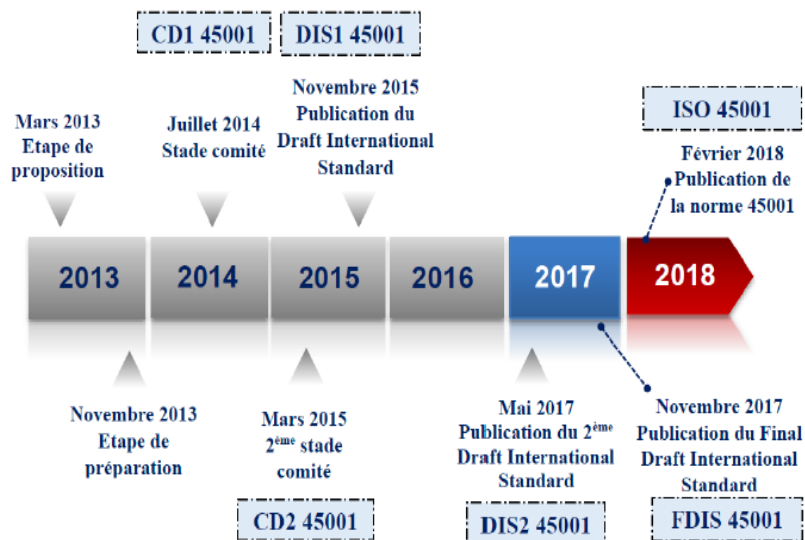 CD1 45001
DIS1 45001
ISO 45001
Mars 2013
Etape de
proposition
Juillet 2014
Stade comité
Novembre 2015
Publication du
Draft International
Standard
Février 2018
Publication de
la norme 45001
2013
2014
2015
2016
2017
2018
Novembre 2013
Etape de
préparation
Mars 2015
2ème stade
comité
CD2 45001
Mai 2017
Publication du 2ème
Draft International
Standard
DIS2 45001
Novembre 2017
Publication du Final
Draft International
Standard
FDIS 45001